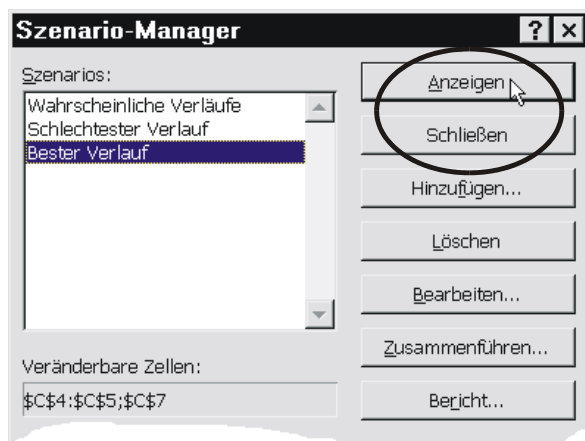 Szenario-Manager
Szenarios:
Wahrscheinliche Verläufe
Schlechtester Verlauf
Bester Verlauf
Veränderbare Zellen:
$C$4:$C$5;$C$7
Anzeigen
Schließen
Hinzufügen...
Löschen
Bearbeiten...
Zusammenführen...
Bericht...